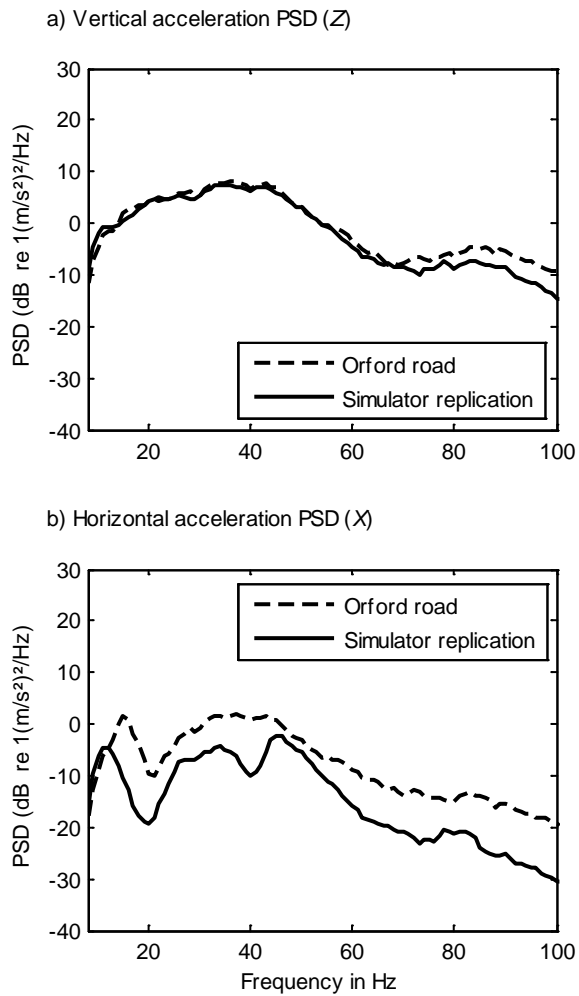 a) Vertical acceleration PSD (Z)
30
20
10
0
-10
-20
-30
-40
PSD (dB re 1(m/s²)²/Hz)
Orford road
Simulator replication
20
40
60
80
100
b) Horizontal acceleration PSD (X)
30
20
10
0
-10
-20
-30
-40
PSD (dB re 1(m/s²)²/Hz)
Orford road
Simulator replication
20
40
60
80
100
Frequency in Hz